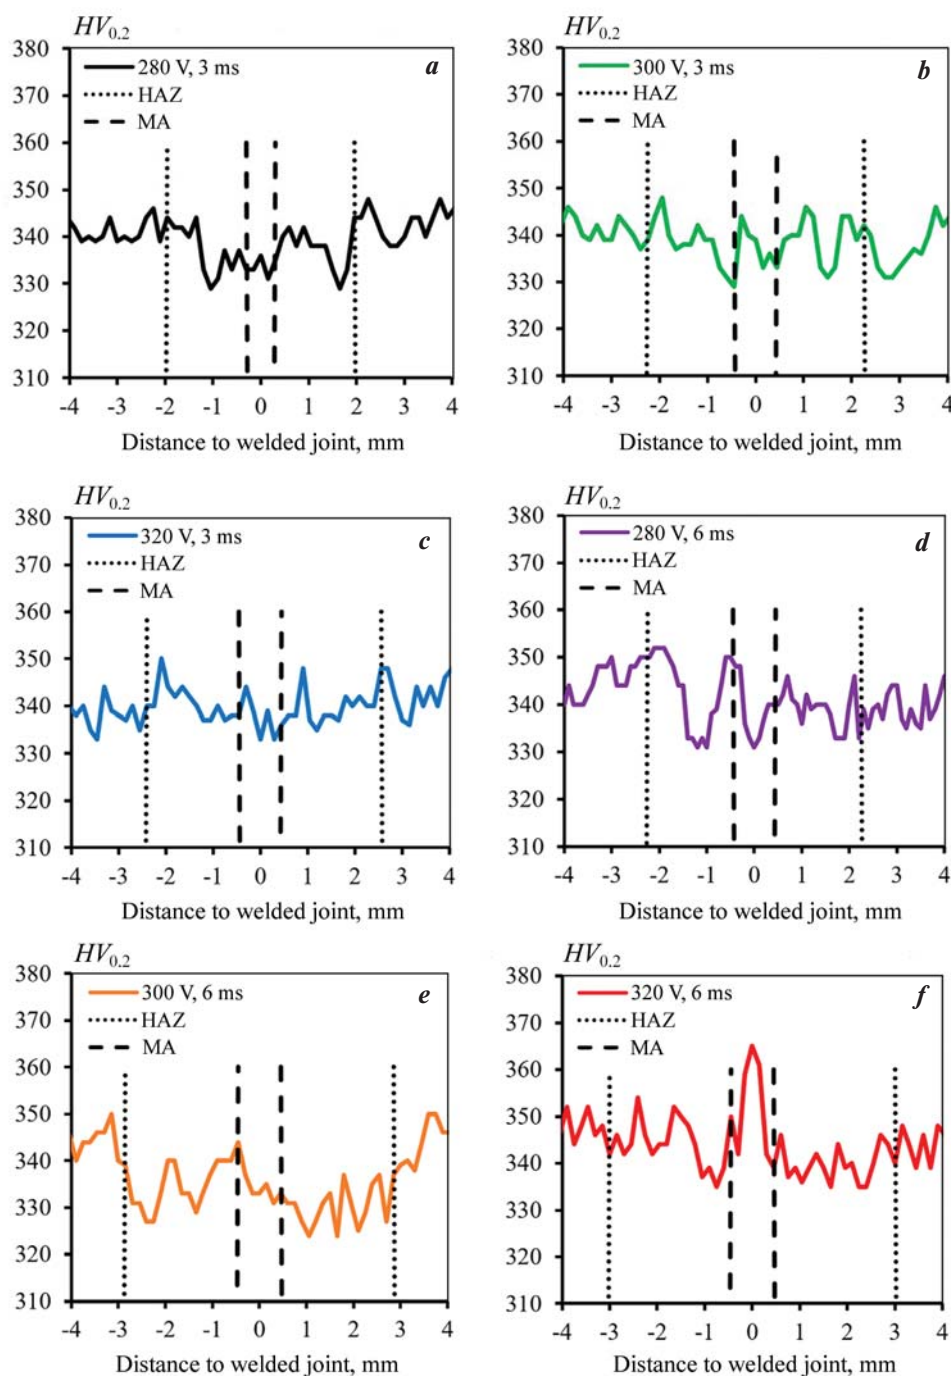 HV0.2
380
370
360
350
340
330
320
310
280 V, 3 ms
HAZ
MA
a
-4 -3 -2 -1 0 1 2 3 4
Distance to welded joint, mm
HV0.2
380
370
360
350
340
330
320
310
300 V, 3 ms
HAZ
MA
b
-4 -3 -2 -1 0 1 2 3 4
Distance to welded joint, mm
HV0.2
380
370
360
350
340
330
320
310
320 V, 3 ms
HAZ
MA
c
-4 -3 -2 -1 0 1 2 3 4
Distance to welded joint, mm
HV0.2
380
370
360
350
340
330
320
310
280 V, 6 ms
HAZ
MA
d
-4 -3 -2 -1 0 1 2 3 4
Distance to welded joint, mm
HV0.2
380
370
360
350
340
330
320
310
300 V, 6 ms
HAZ
MA
e
-4 -3 -2 -1 0 1 2 3 4
Distance to welded joint, mm
HV0.2
380
370
360
350
340
330
320
310
320 V, 6 ms
HAZ
MA
f
-4 -3 -2 -1 0 1 2 3 4
Distance to welded joint, mm